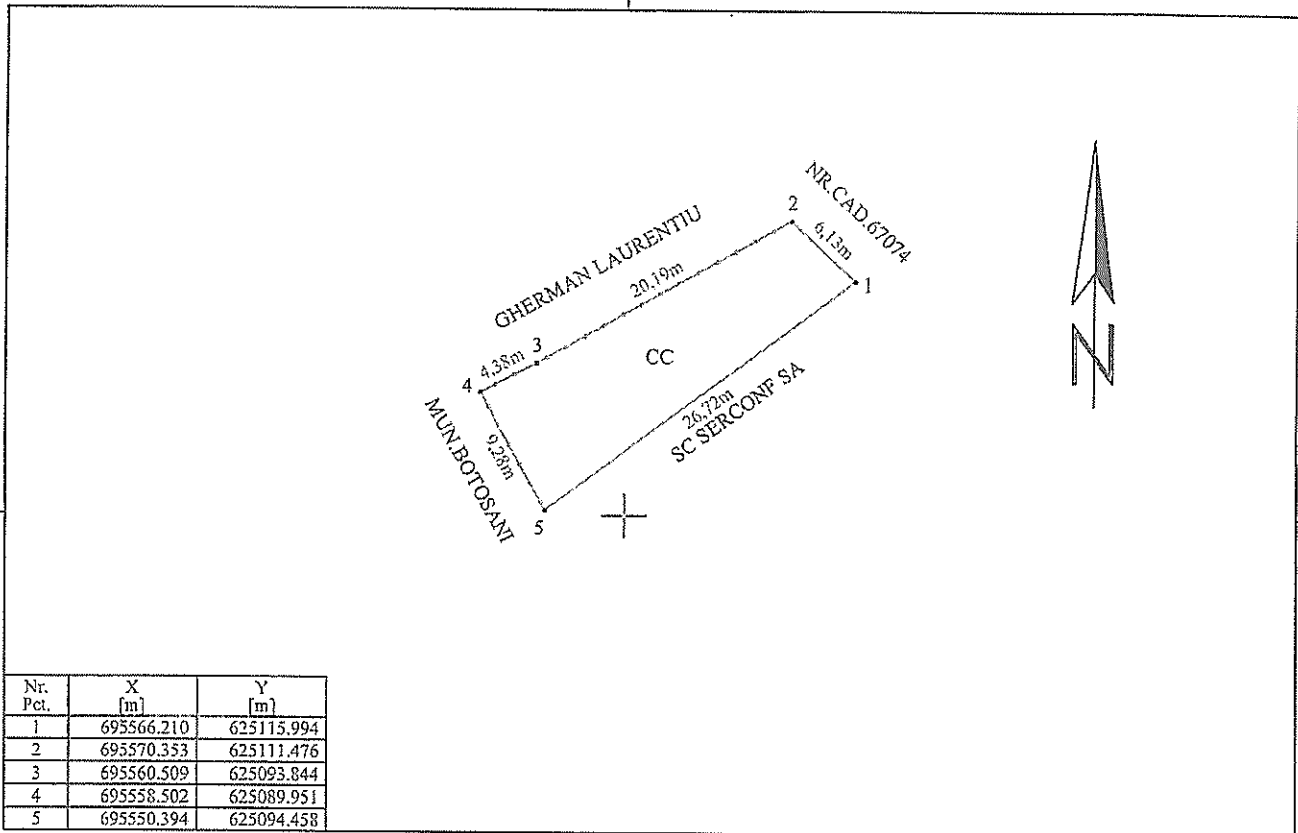 NR.CAD.67074
2
6,13m
GHERMAN LAURENTIU
20,19m
1
3
4,38m
CC
4
26,72m
SC SERCONF SA
MUN.BOTOSANI
9,28m
5
N
Nr. Pct. X [m] Y [m]
1 695566.210 625115.994
2 695570.353 625111.476
3 695560.509 625093.844
4 695558.502 625089.951
5 695550.394 625094.458